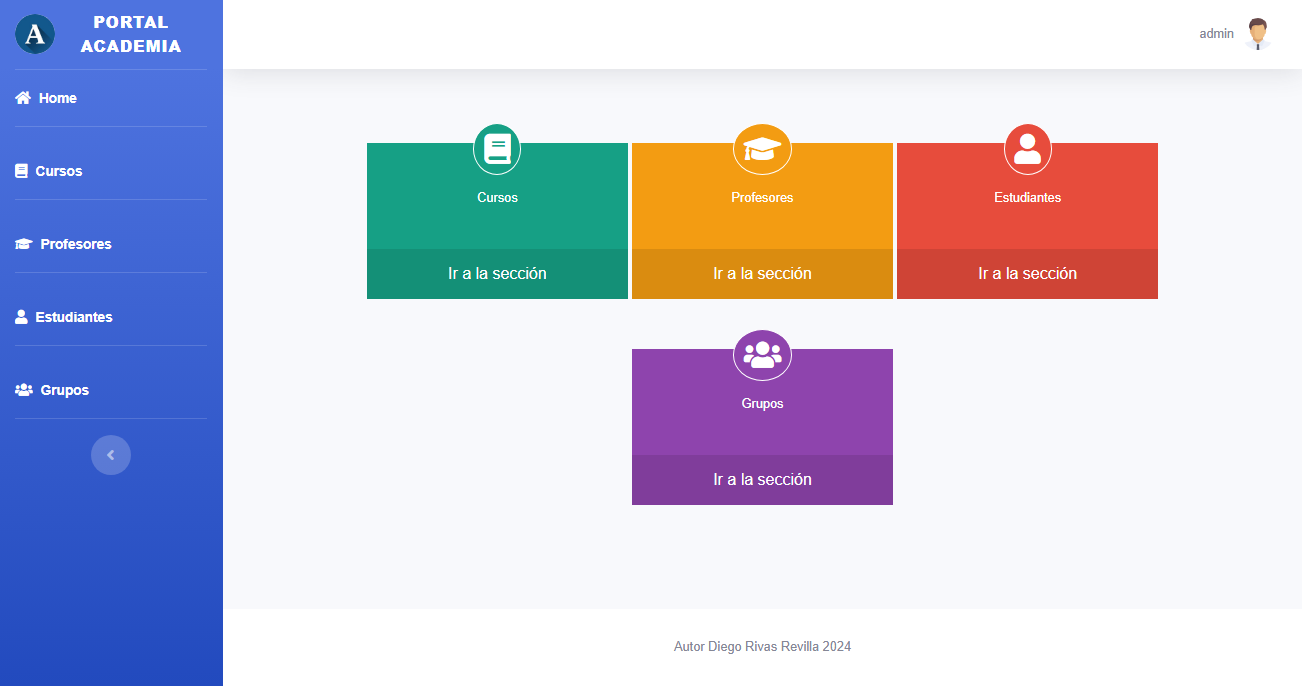 A
PORTAL
ACADEMIA
Home
Cursos
Profesores
Estudiantes
Grupos
admin
Cursos
Ir a la sección
Profesores
Ir a la sección
Estudiantes
Ir a la sección
Grupos
Ir a la sección
Autor Diego Rivas Revilla 2024